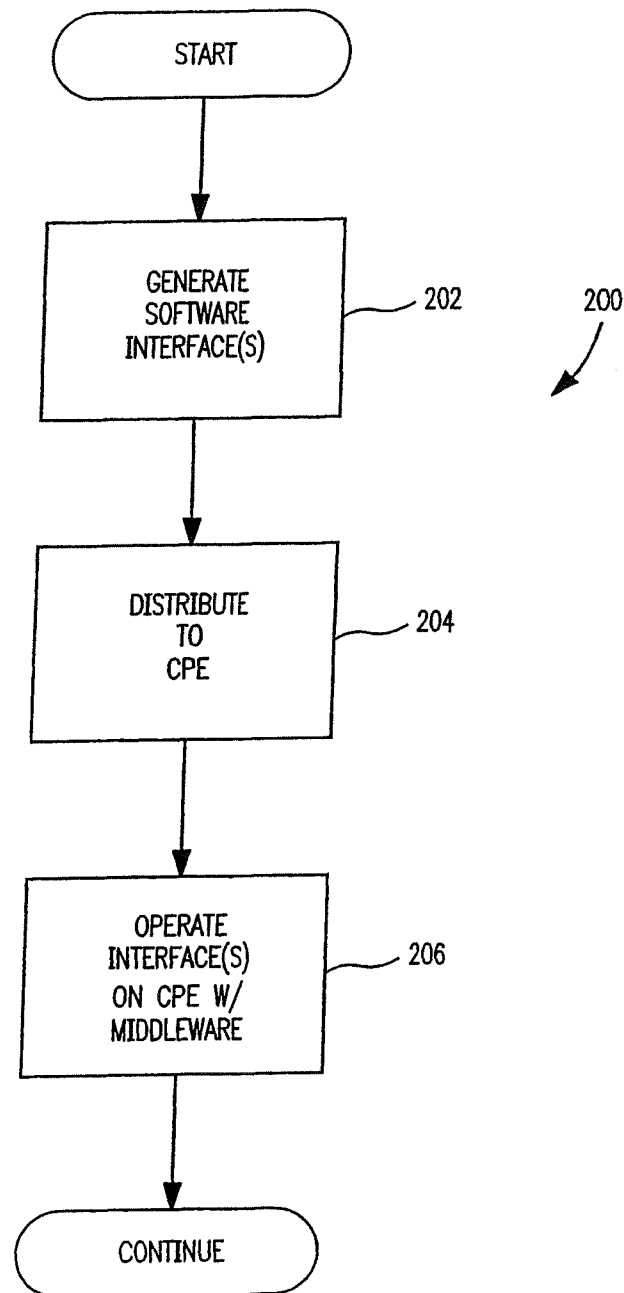 START
GENERATE
SOFTWARE
INTERFACE(S)
202
200
DISTRIBUTE
TO
CPE
204
OPERATE
INTERFACE(S)
ON CPE W/
MIDDLEWARE
206
CONTINUE